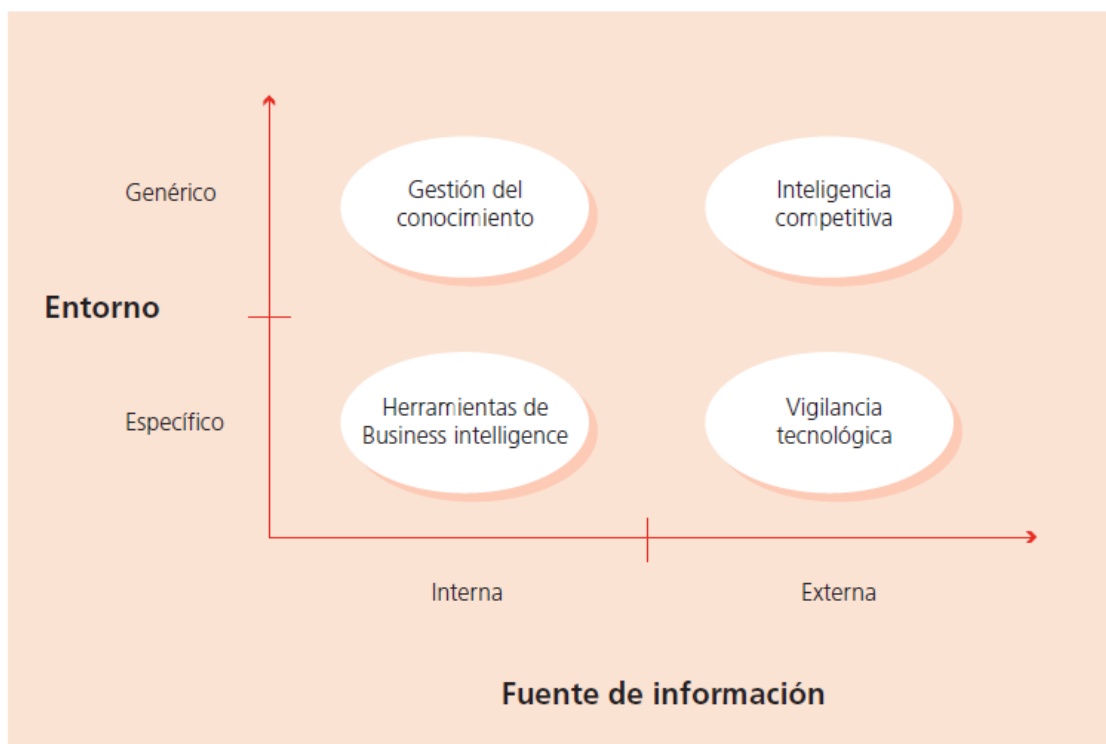 Genérico
Gestión del
conocimiento
Inteligencia
competitiva
Entorno
Específico
Herramientas de
Business intelligence
Vigilancia
tecnológica
Interna
Externa
Fuente de información